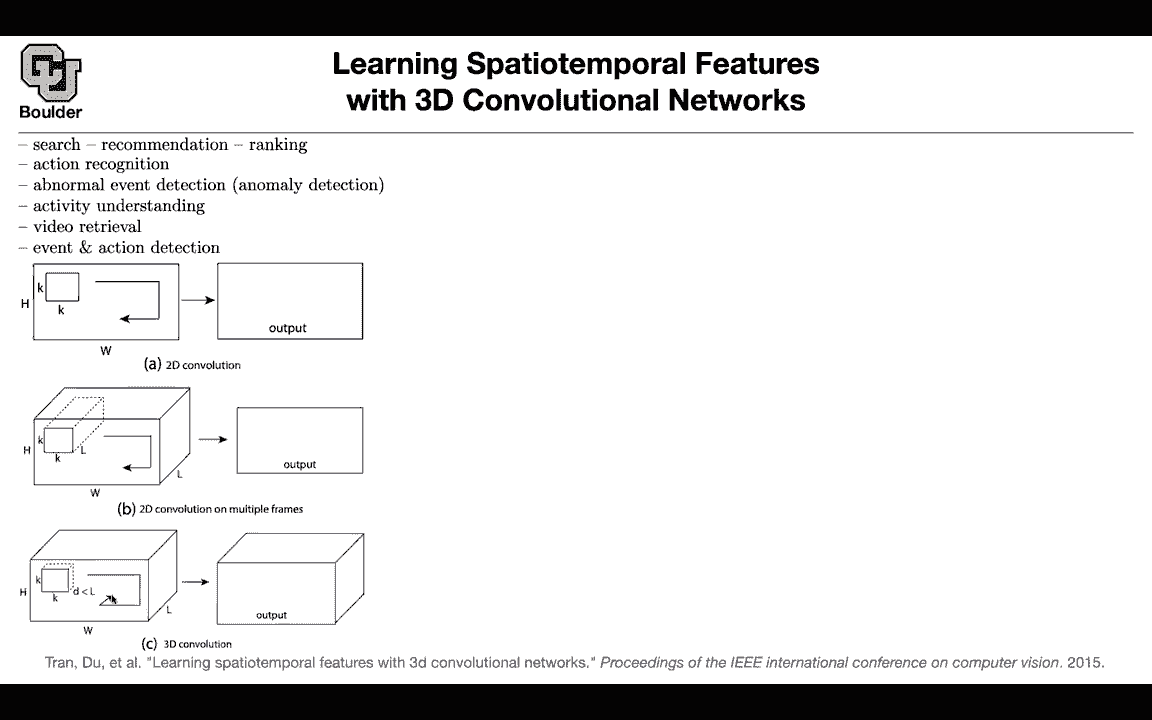 Boulder
Learning Spatiotemporal Features
with 3D Convolutional Networks
– search – recommendation – ranking
– action recognition
– abnormal event detection (anomaly detection)
– activity understanding
– video retrieval
– event & action detection
k
H
k
output
W
(a) 2D convolution
k
H
L
k
output
L
W
(b) 2D convolution on multiple frames
k
H
d < L
k
L
output
W
(c) 3D convolution
Tran, Du, et al. "Learning spatiotemporal features with 3d convolutional networks." Proceedings of the IEEE international conference on computer vision. 2015.